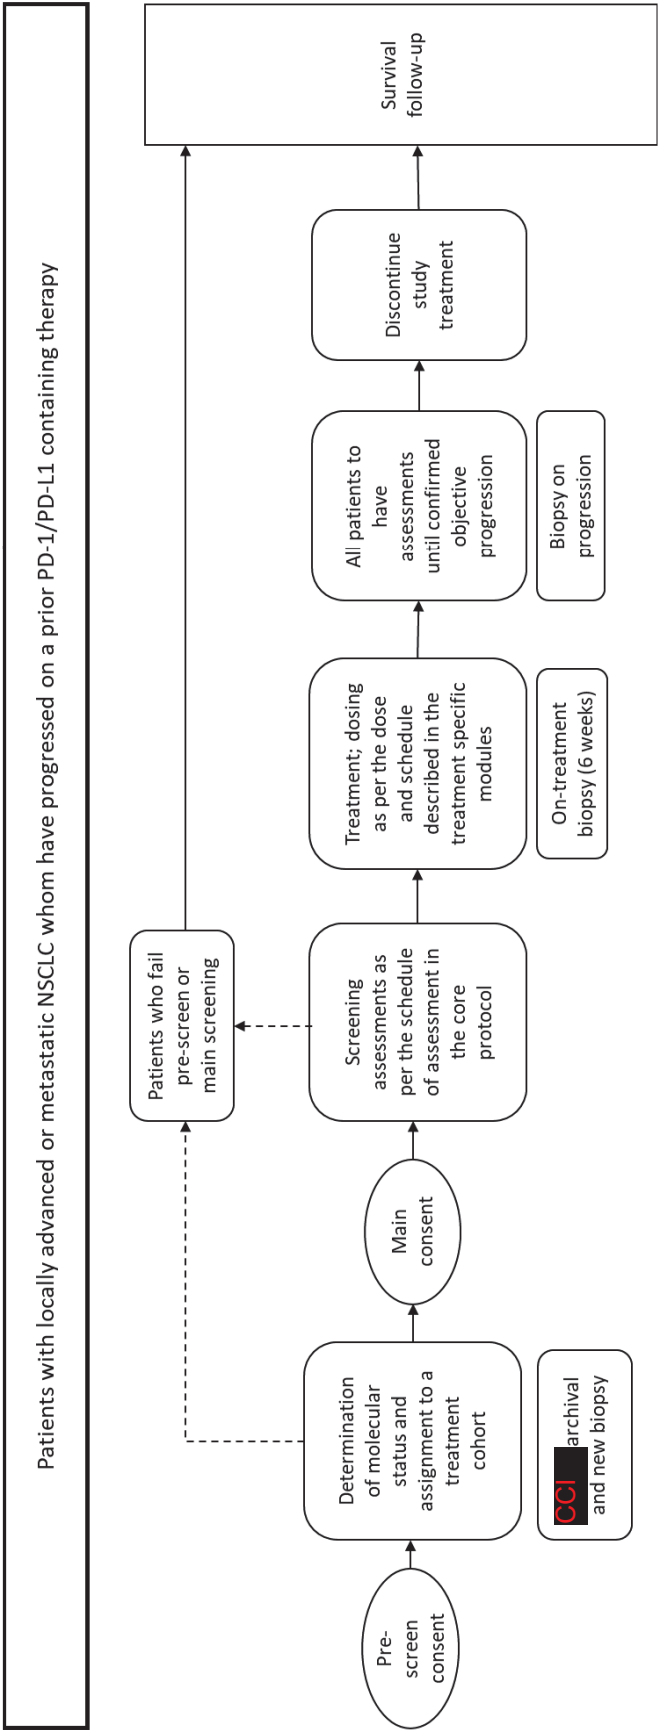 Patients with locally advanced or metastatic NSCLC whom have progressed on a prior PD-1/PD-L1 containing therapy
Pre-
screen
consent
Determination
of molecular
status and
assignment to a
treatment
cohort
CCI archival
and new biopsy
Main
consent
Patients who fail
pre-screen or
main screening
Screening
assessments as
per the schedule
of assessment in
the core
protocol
Treatment; dosing
as per the dose
and schedule
described in the
treatment specific
modules
On-treatment
biopsy (6 weeks)
All patients to
have
assessments
until confirmed
objective
progression
Biopsy on
progression
Discontinue
study
treatment
Survival
follow-up